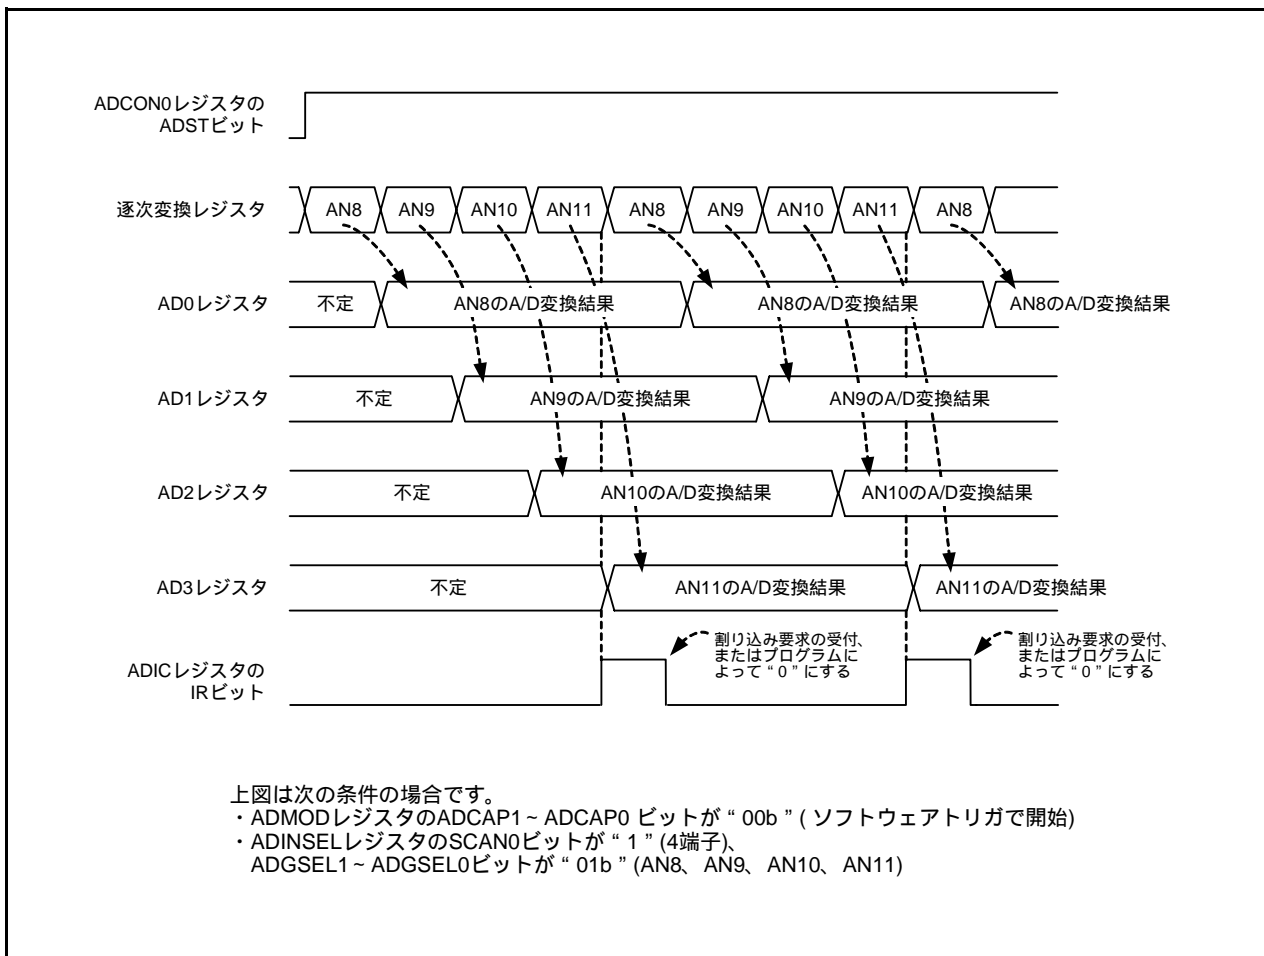 ADCON0レジスタの
ADSTビット
逐次変換レジスタ
AN8 AN9 AN10 AN11 AN8 AN9 AN10 AN11 AN8
AD0レジスタ
不定 AN8のA/D変換結果 AN8のA/D変換結果 AN8のA/D変換結果
AD1レジスタ
不定 AN9のA/D変換結果 AN9のA/D変換結果
AD2レジスタ
不定 AN10のA/D変換結果 AN10のA/D変換結果
AD3レジスタ
不定 AN11のA/D変換結果 AN11のA/D変換結果
ADICレジスタの
IRビット
割り込み要求の受付、
またはプログラムに
よって“0”にする
割り込み要求の受付、
またはプログラムに
よって“0”にする
上図は次の条件の場合です。
・ADMODレジスタのADCAP1~ADCAP0 ビットが“00b”(ソフトウェアトリガで開始)
・ADINSELレジスタのSCAN0ビットが“1”(4端子)、
ADGSEL1~ADGSEL0ビットが“01b”(AN8、AN9、AN10、AN11)